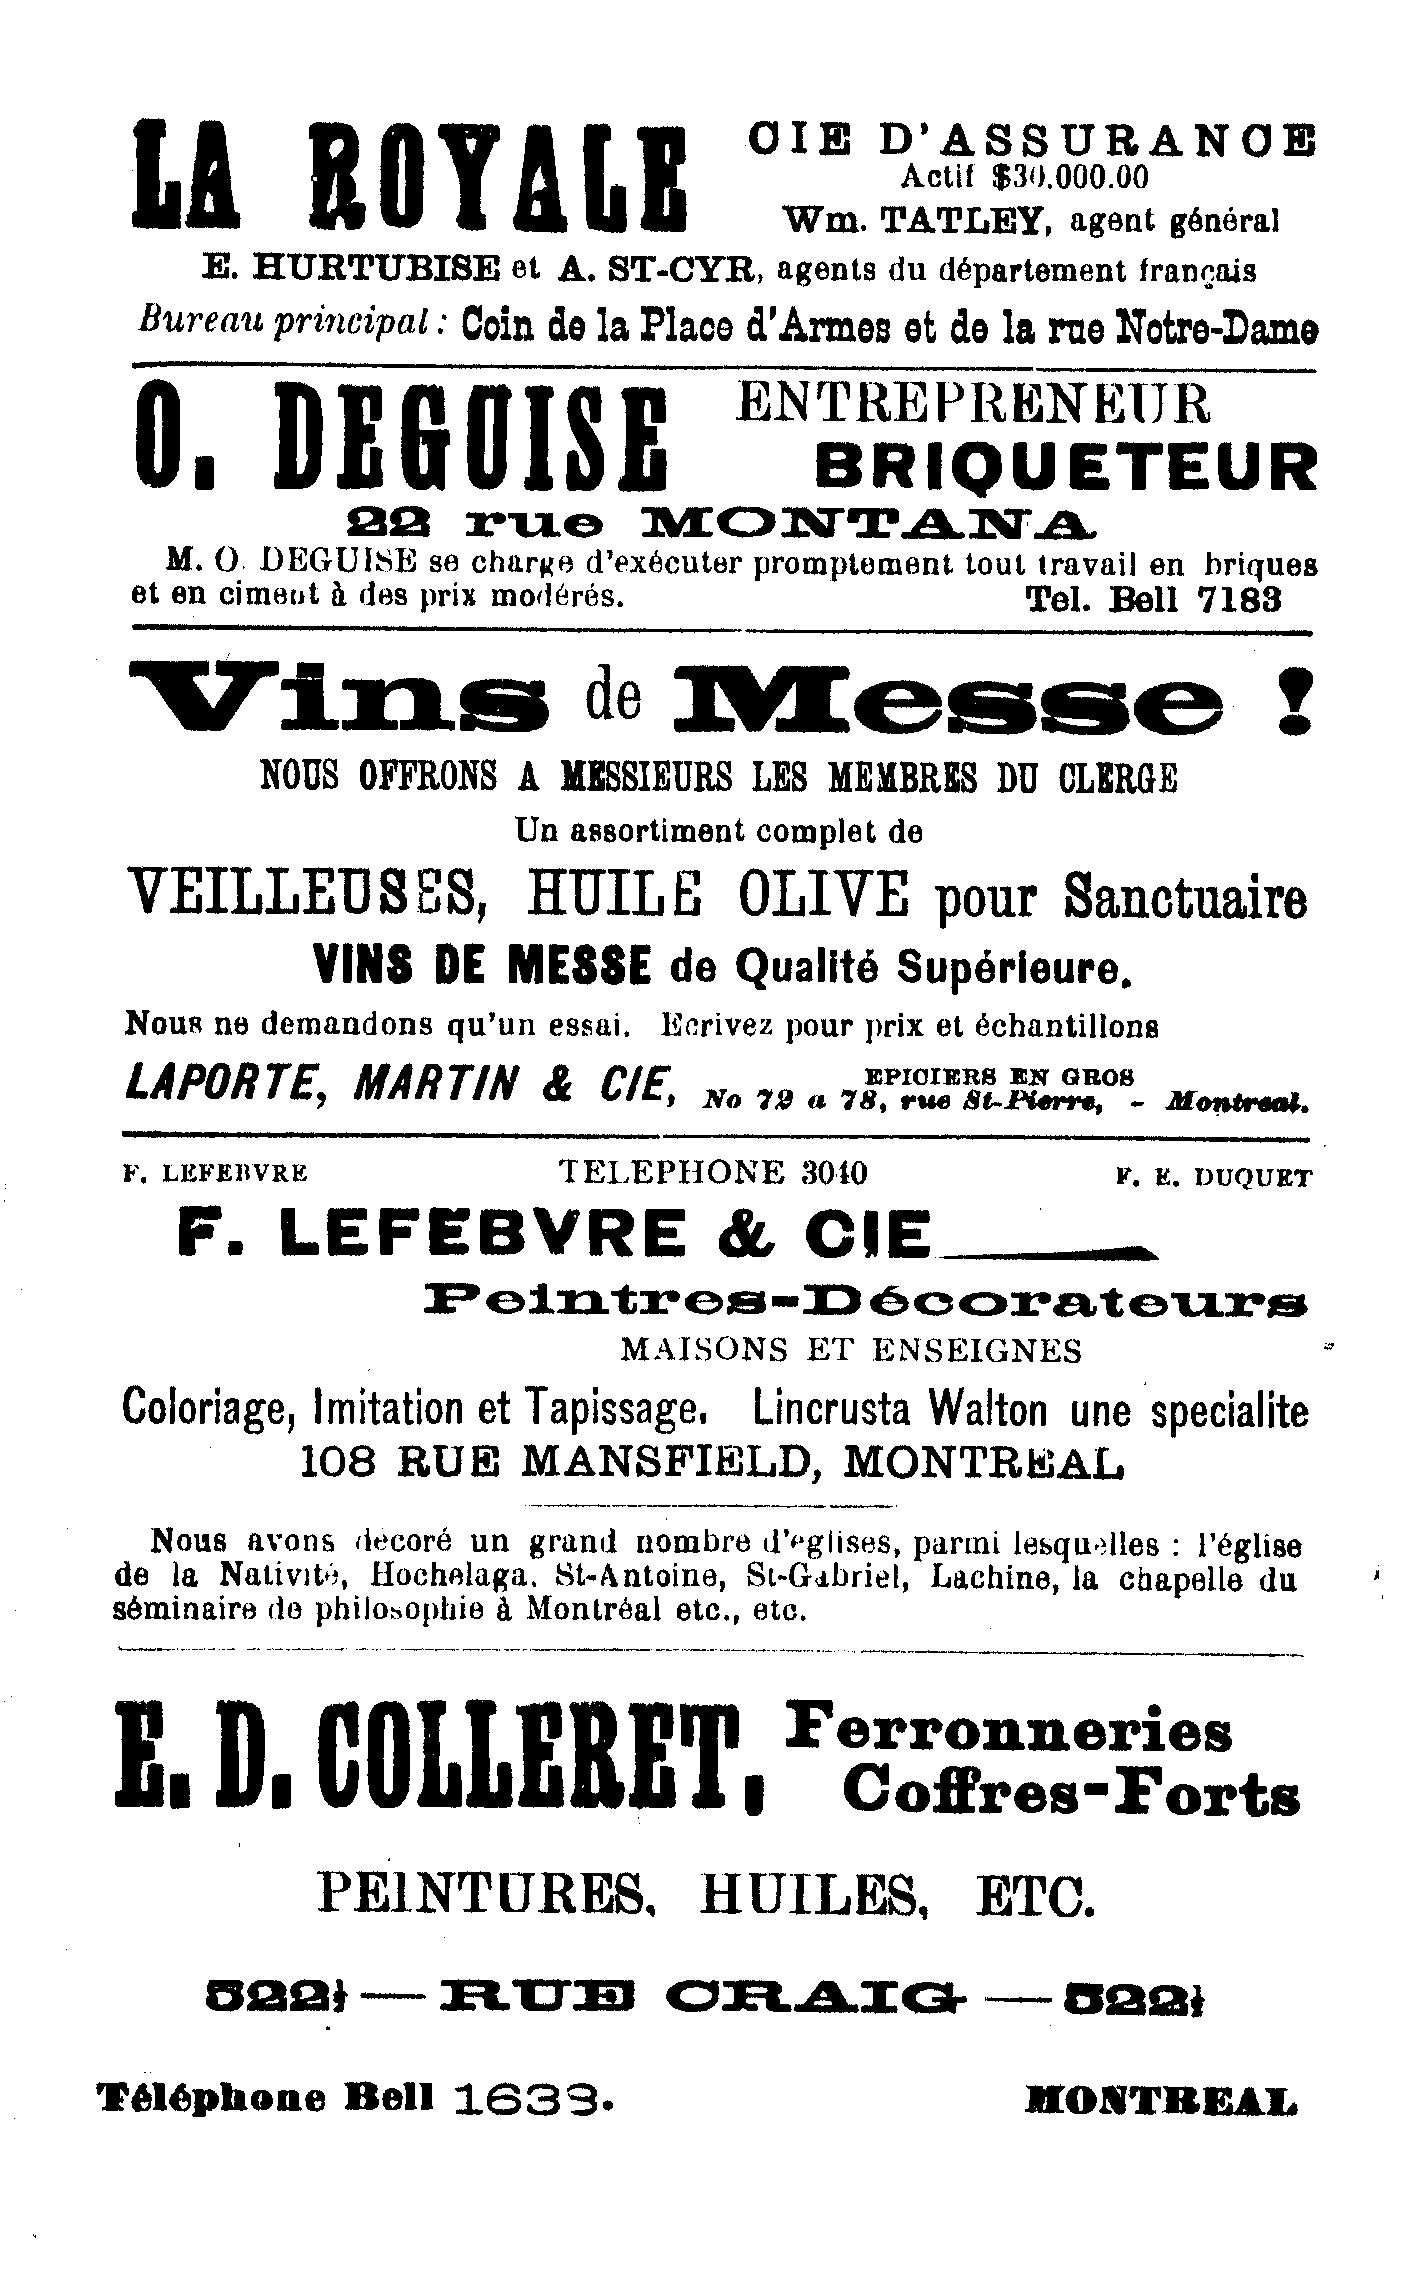 LA ROYALE CIE D'ASSURANCE
Actif $30.000.00
Wm. TATLEY, agent général
E. HURTUBISE et A. ST-CYR, agents du département français
Bureau principal : Coin de la Place d'Armes et de la rue Notre-Dame
O. DEGUISE ENTREPRENEUR
BRIQUETEUR
22 rue MONTANA
M. O. DEGUISE se charge d'exécuter promptement tout travail en briques
et en ciment à des prix modérés. Tel. Bell 7183
Vins de Messe !
NOUS OFFRONS A MESSIEURS LES MEMBRES DU CLERGE
Un assortiment complet de
VEILLEUSES, HUILE OLIVE pour Sanctuaire
VINS DE MESSE de Qualité Supérieure.
Nous ne demandons qu'un essai. Ecrivez pour prix et échantillons
LAPORTE, MARTIN & CIE, EPICIERS EN GROS
No 72 a 78, rue St-Pierre, - Montreal.
F. LEFEBVRE TELEPHONE 3040 F. E. DUQUET
F. LEFEBVRE & CIE
Peintres-Décorateurs
MAISONS ET ENSEIGNES
Coloriage, Imitation et Tapissage. Lincrusta Walton une specialite
108 RUE MANSFIELD, MONTREAL
Nous avons décoré un grand nombre d'eglises, parmi lesquelles : l'église
de la Nativité, Hochelaga, St-Antoine, St-Gabriel, Lachine, la chapelle du
séminaire de philosophie à Montréal etc., etc.
E. D. COLLERET, Ferronneries
Coffres-Forts
PEINTURES, HUILES, ETC.
522½ — RUE CRAIG — 522½
Téléphone Bell 1633. MONTREAL